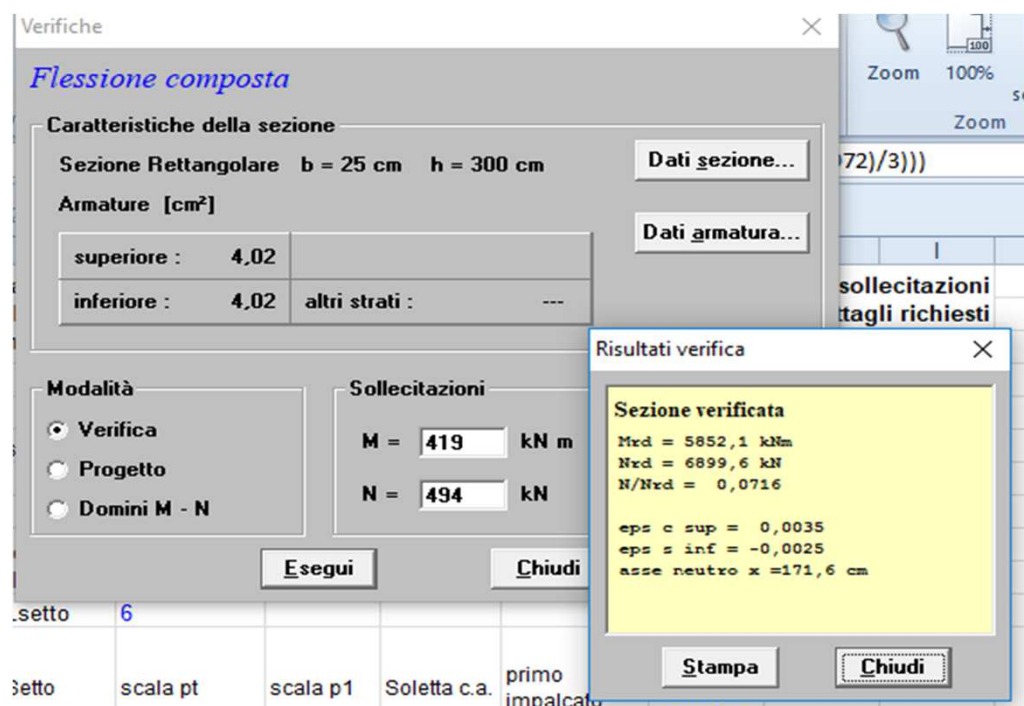 Verifiche
Flessione composta
Caratteristiche della sezione
Sezione Rettangolare b = 25 cm h = 300 cm
Dati sezione...
Armature [cm²]
Dati armatura...
superiore : 4,02
inferiore : 4,02 altri strati : ---
Modalità
Verifica
Progetto
Domini M - N
Sollecitazioni
M = 419 kN m
N = 494 kN
Esegui
Chiudi
Zoom 100%
Zoom
72)/3)))
I
sollecitazioni
ttagli richiesti
Risultati verifica
Sezione verificata
Mrd = 5852,1 kNm
Nrd = 6899,6 kN
N/Nrd = 0,0716
eps c sup = 0,0035
eps s inf = -0,0025
asse neutro x =171,6 cm
Stampa
Chiudi
setto 6
Setto scala pt scala p1 Soletta c.a. primo
impalcato